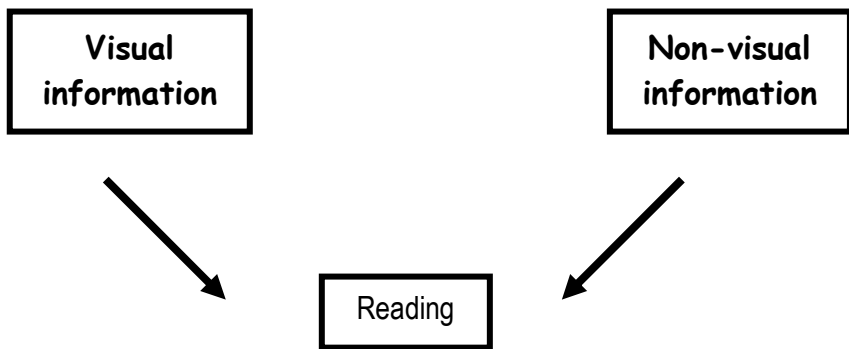 Visual
information
Non-visual
information
Reading